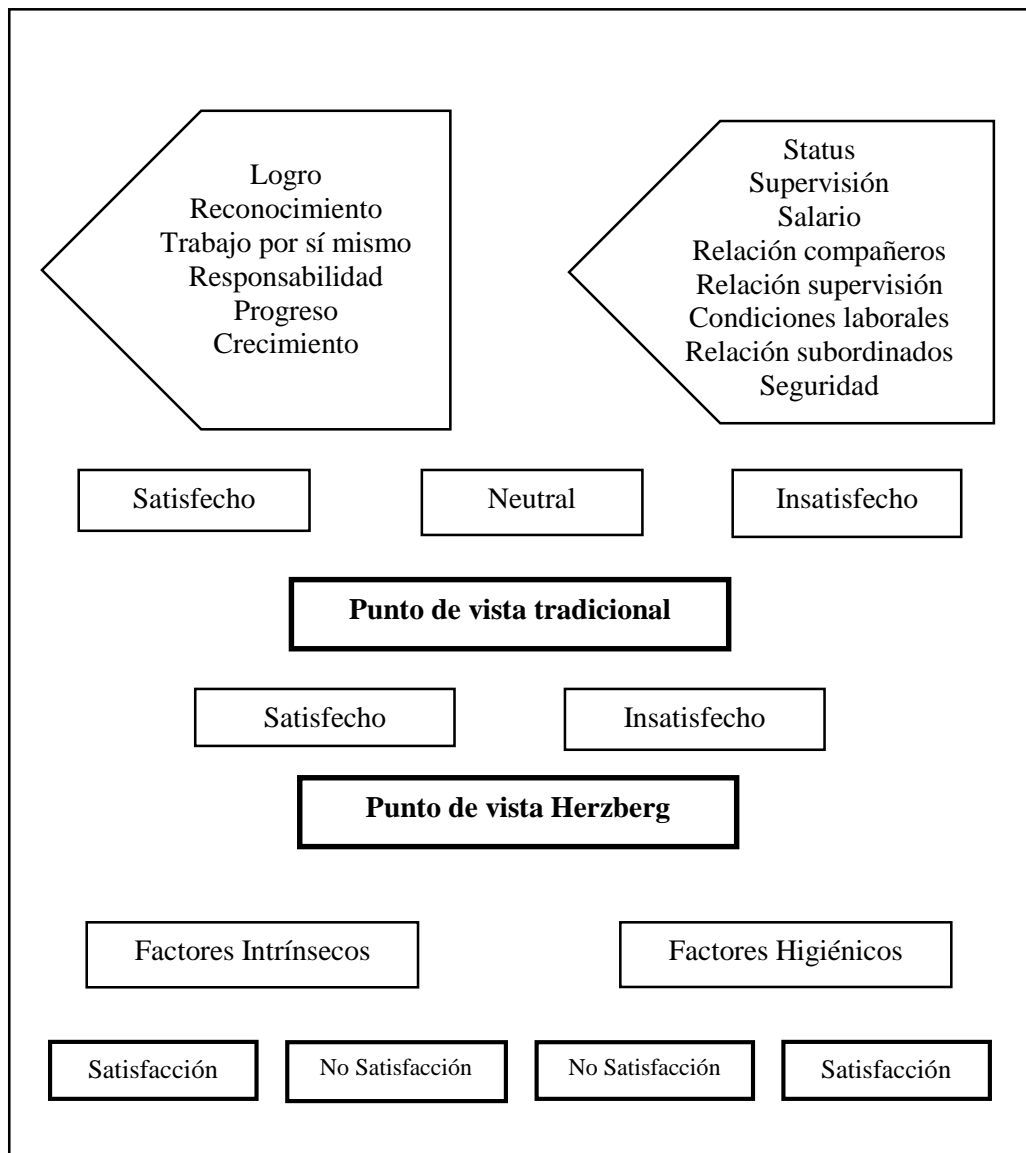 Logro
Reconocimiento
Trabajo por sí mismo
Responsabilidad
Progreso
Crecimiento
Status
Supervisión
Salario
Relación compañeros
Relación supervisión
Condiciones laborales
Relación subordinados
Seguridad
Satisfecho
Neutral
Insatisfecho
Punto de vista tradicional
Satisfecho
Insatisfecho
Punto de vista Herzberg
Factores Intrínsecos
Factores Higiénicos
Satisfacción
No Satisfacción
No Satisfacción
Satisfacción